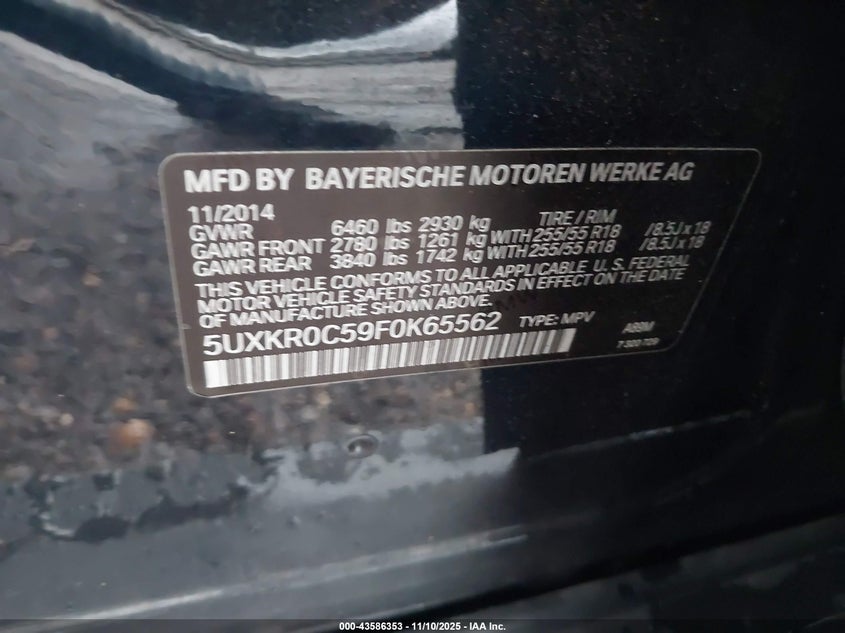 MFD BY BAYERISCHE MOTOREN WERKE AG
11/2014 TIRE / RIM
GVWR 6460 lbs 2930 kg
GAWR FRONT 2780 lbs 1261 kg WITH 255/55 R18 / 8.5J x 18
GAWR REAR 3840 lbs 1742 kg WITH 255/55 R18 / 8.5J x 18
THIS VEHICLE CONFORMS TO ALL APPLICABLE U. S. FEDERAL
MOTOR VEHICLE SAFETY STANDARDS IN EFFECT ON THE DATE
OF MANUFACTURE SHOWN ABOVE.
5UXKR0C59F0K65562 TYPE: MPV A89M
7 320 709
000-43586353 - 11/10/2025 - IAA Inc.